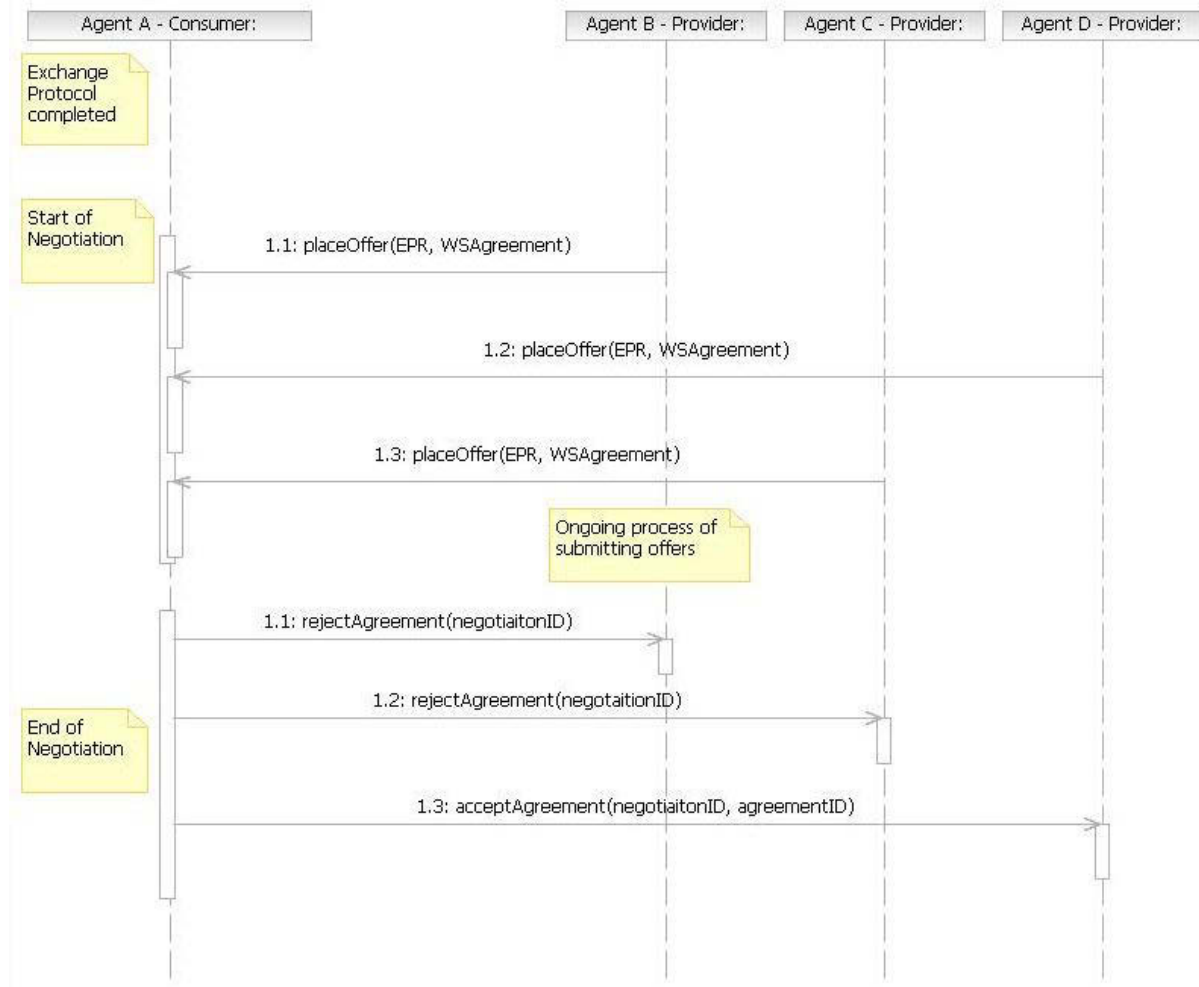 Agent A - Consumer:
Agent B - Provider:
Agent C - Provider:
Agent D - Provider:
Exchange
Protocol
completed
Start of
Negotiation
1.1: placeOffer(EPR, WSAgreement)
1.2: placeOffer(EPR, WSAgreement)
1.3: placeOffer(EPR, WSAgreement)
Ongoing process of
submitting offers
1.1: rejectAgreement(negotiaitonID)
1.2: rejectAgreement(negotaitionID)
End of
Negotiation
1.3: acceptAgreement(negotiaitonID, agreementID)